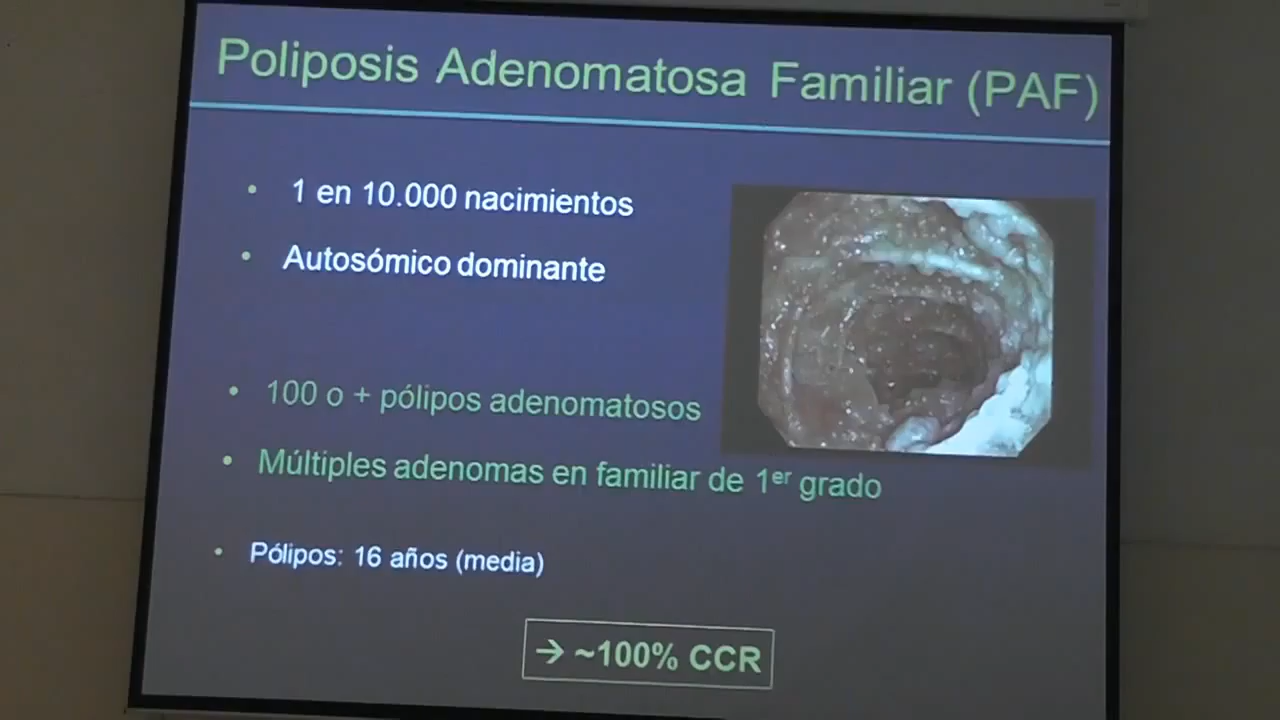 Poliposis Adenomatosa Familiar (PAF)
• 1 en 10.000 nacimientos
• Autosómico dominante
• 100 o + pólipos adenomatosos
• Múltiples adenomas en familiar de 1er grado
• Pólipos: 16 años (media)
→ ~100% CCR